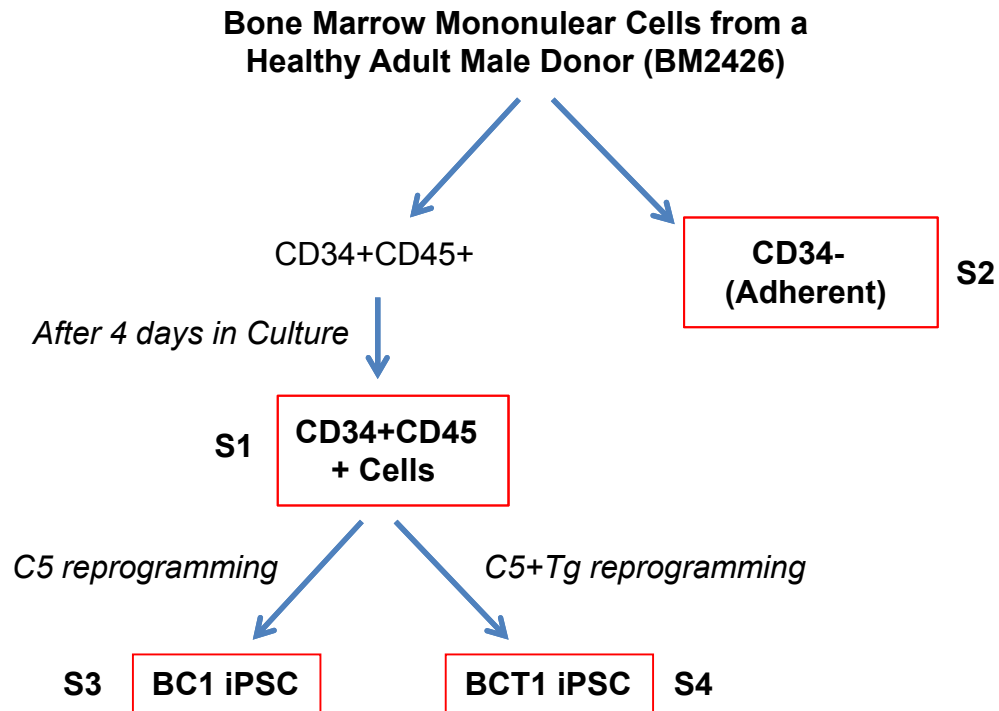 Bone Marrow Mononulear Cells from a
Healthy Adult Male Donor (BM2426)
CD34+CD45+
CD34-
(Adherent)
S2
After 4 days in Culture
S1
CD34+CD45
+ Cells
C5 reprogramming
C5+Tg reprogramming
S3
BC1 iPSC
BCT1 iPSC
S4